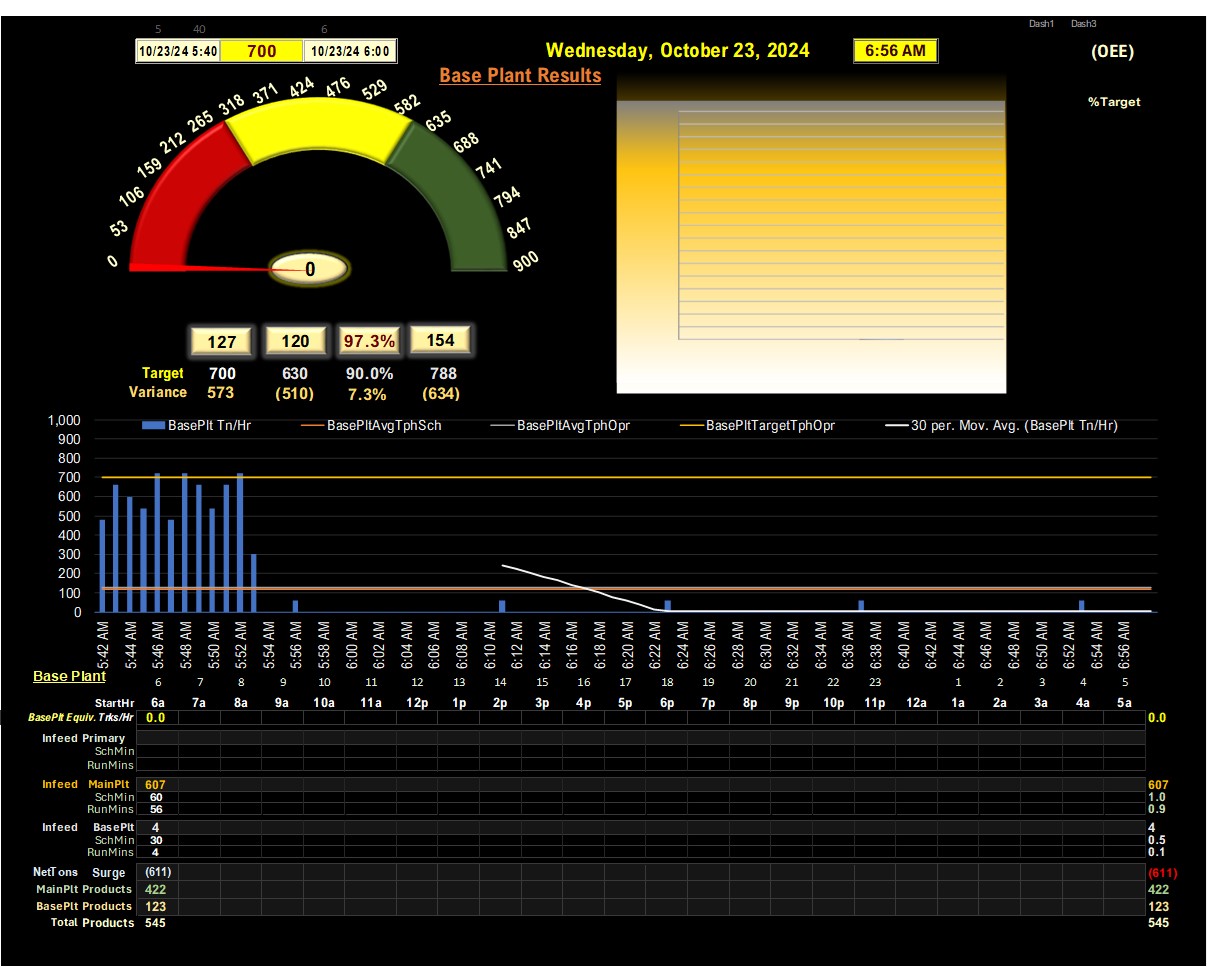 5 40 6 Dash1 Dash3
10/23/24 5:40 700 10/23/24 6:00 Wednesday, October 23, 2024 6:56 AM (OEE)
Base Plant Results
%Target
0 53 106 159 212 265 318 371 424 476 529 582 635 688 741 794 847 900
0
127 120 97.3% 154
Target 700 630 90.0% 788
Variance 573 (510) 7.3% (634)
BasePlt Tn/Hr BasePltAvgTphSch BasePltAvgTphOpr BasePltTargetTphOpr 30 per. Mov. Avg. (BasePlt Tn/Hr)
1,000
900
800
700
600
500
400
300
200
100
0
5:42 AM 5:44 AM 5:46 AM 5:48 AM 5:50 AM 5:52 AM 5:54 AM 5:56 AM 5:58 AM 6:00 AM 6:02 AM 6:04 AM 6:06 AM 6:08 AM 6:10 AM 6:12 AM 6:14 AM 6:16 AM 6:18 AM 6:20 AM 6:22 AM 6:24 AM 6:26 AM 6:28 AM 6:30 AM 6:32 AM 6:34 AM 6:36 AM 6:38 AM 6:40 AM 6:42 AM 6:44 AM 6:46 AM 6:48 AM 6:50 AM 6:52 AM 6:54 AM 6:56 AM
Base Plant
6 7 8 9 10 11 12 13 14 15 16 17 18 19 20 21 22 23 1 2 3 4 5
StartHr 6a 7a 8a 9a 10a 11a 12p 1p 2p 3p 4p 5p 6p 7p 8p 9p 10p 11p 12a 1a 2a 3a 4a 5a
BasePlt Equiv. Trks/Hr 0.0 0.0
Infeed Primary
SchMin
RunMins
Infeed MainPlt 607 607
SchMin 60 1.0
RunMins 56 0.9
Infeed BasePlt 4 4
SchMin 30 0.5
RunMins 4 0.1
NetTons Surge (611) (611)
MainPlt Products 422 422
BasePlt Products 123 123
Total Products 545 545